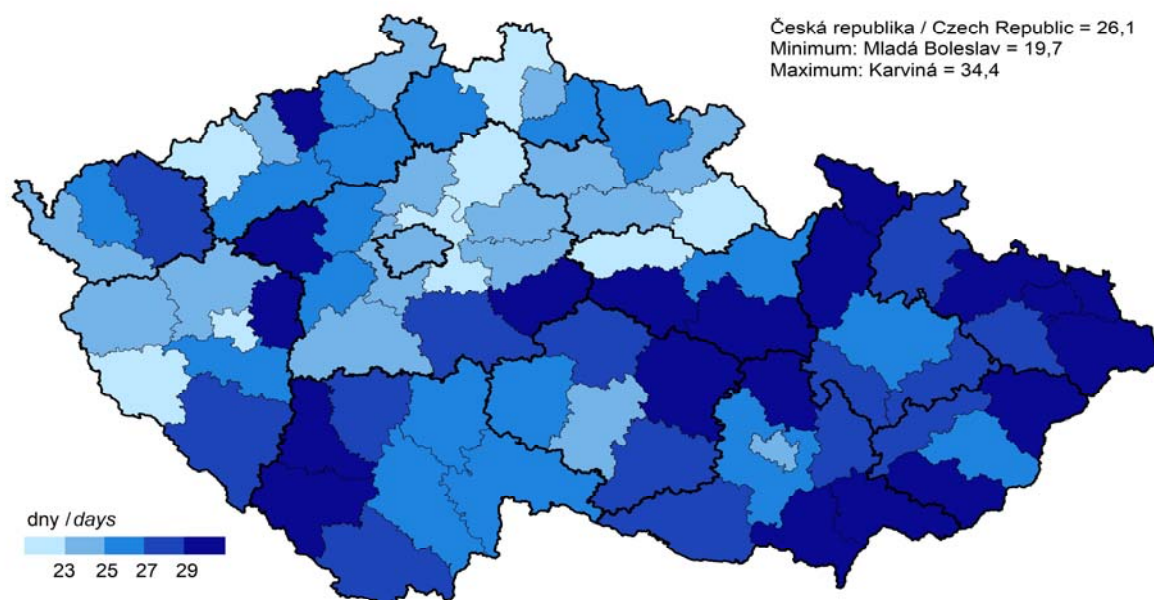 Česká republika / Czech Republic = 26,1
Minimum: Mladá Boleslav = 19,7
Maximum: Karviná = 34,4
dny / days
23 25 27 29